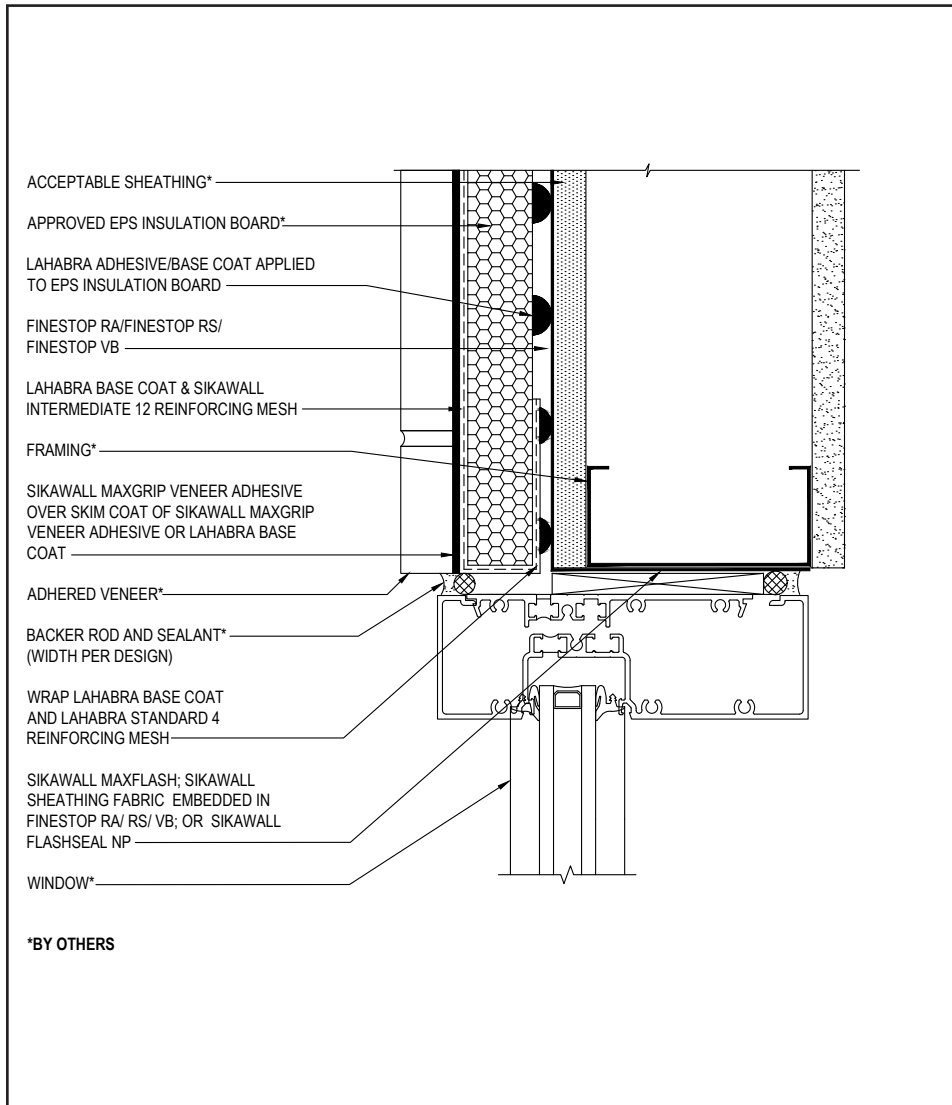 ACCEPTABLE SHEATHING*
APPROVED EPS INSULATION BOARD*
LAHABRA ADHESIVE/BASE COAT APPLIED
TO EPS INSULATION BOARD
FINESTOP RA/FINESTOP RS/
FINESTOP VB
LAHABRA BASE COAT & SIKAWALL
INTERMEDIATE 12 REINFORCING MESH
FRAMING*
SIKAWALL MAXGRIP VENEER ADHESIVE
OVER SKIM COAT OF SIKAWALL MAXGRIP
VENEER ADHESIVE OR LAHABRA BASE
COAT
ADHERED VENEER*
BACKER ROD AND SEALANT*
(WIDTH PER DESIGN)
WRAP LAHABRA BASE COAT
AND LAHABRA STANDARD 4
REINFORCING MESH
SIKAWALL MAXFLASH; SIKAWALL
SHEATHING FABRIC EMBEDDED IN
FINESTOP RA/ RS/ VB; OR SIKAWALL
FLASHSEAL NP
WINDOW*
*BY OTHERS